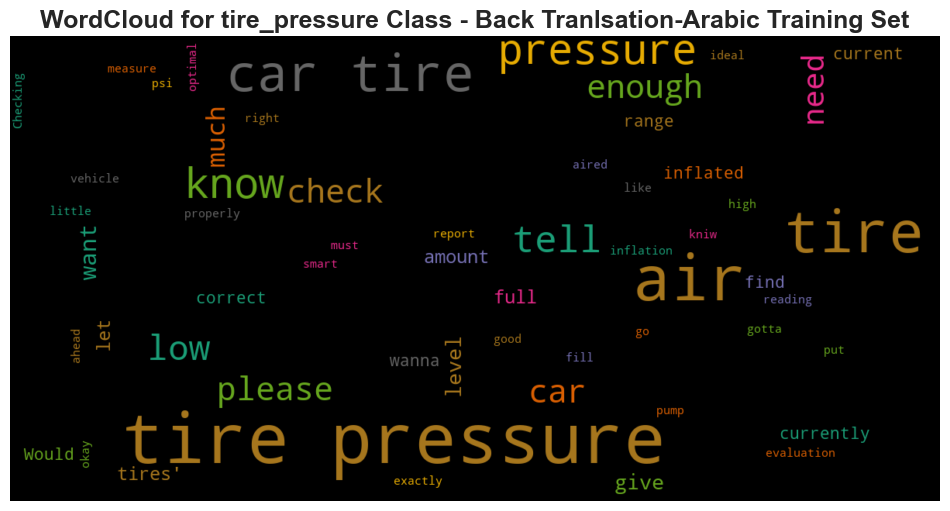 WordCloud for tire_pressure Class - Back Tranlsation-Arabic Training Set
pressure
ideal
current
measure
optimal
car tire
need
psi
enough
Checking
much
right
range
aired
inflated
vehicle
know
check
like
little
properly
high
tire
want
must
report
tell
kniw
inflation
smart
amount
air
find
correct
full
reading
ahead
let
low
good
go
gotta
wanna
level
fill
put
please
car
pump
tire pressure
currently
Would
okay
evaluation
tires'
exactly
give